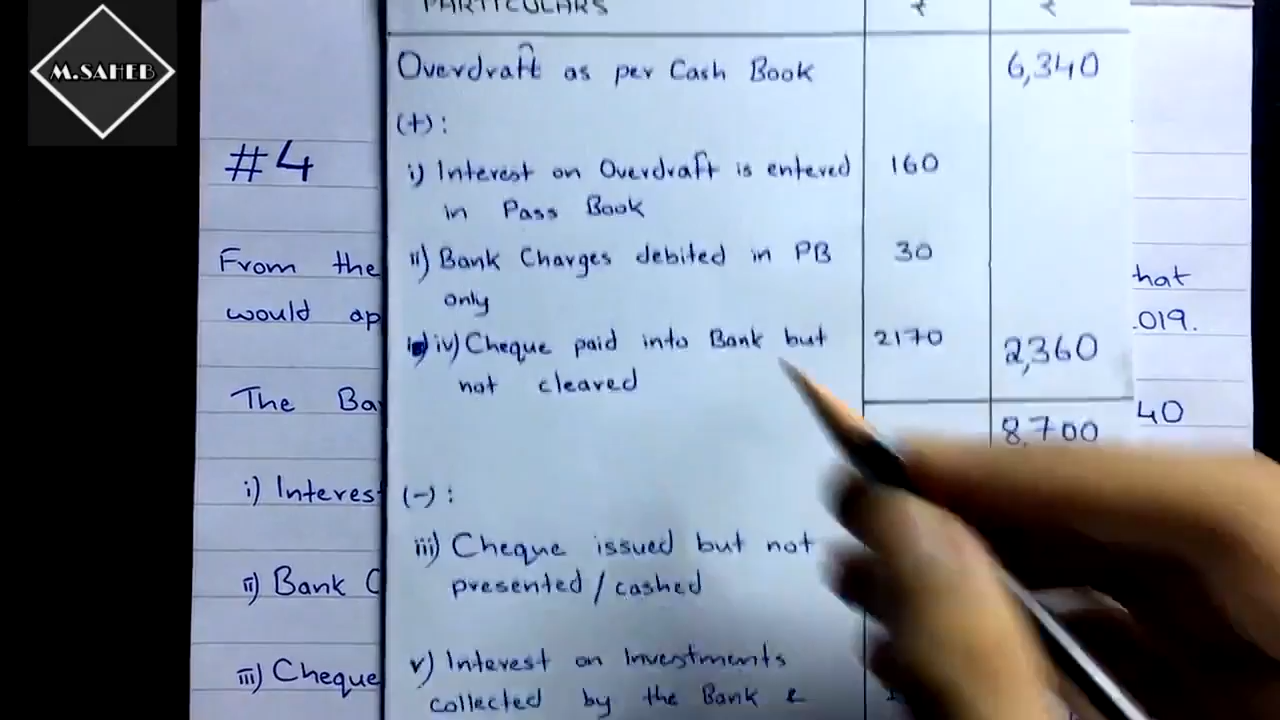 M.SAHEB
PARTICULARS ₹ ₹
Overdraft as per Cash Book 6,340
(+):
#4
i) Interest on Overdraft is entered 160
in Pass Book
From the
ii) Bank Charges debited in PB 30
only
would ap
hat
.019.
iv) Cheque paid into Bank but 2170 2,360
not cleared
The Ba
40
8,700
i) Interes
(-):
iii) Cheque issued but not
presented/cashed
ii) Bank C
v) Interest on Investments
collected by the Bank &
iii) Cheque